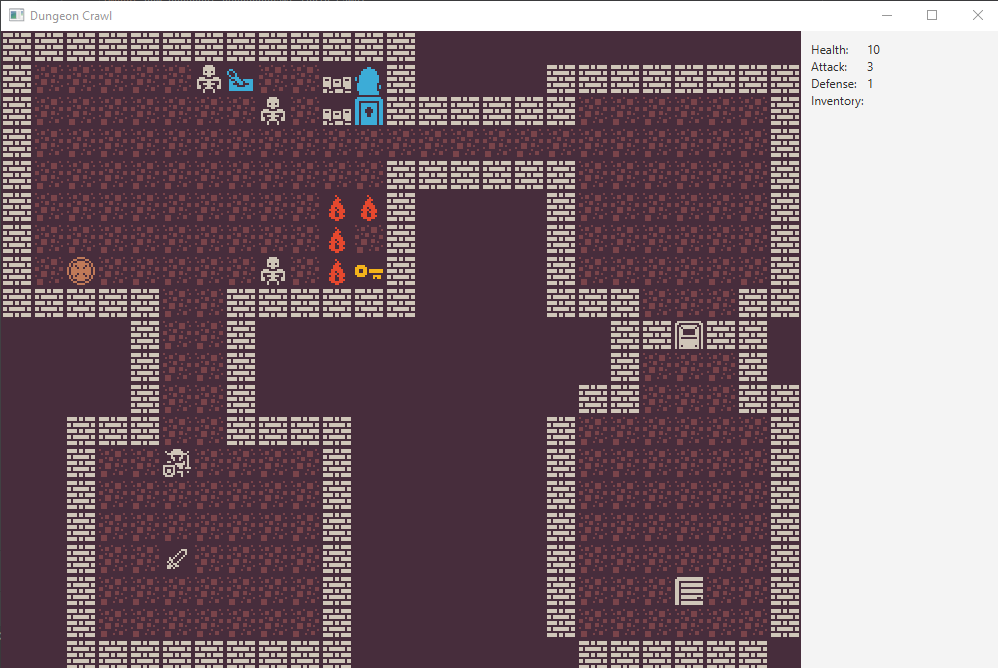 Dungeon Crawl
Health: 10
Attack: 3
Defense: 1
Inventory: